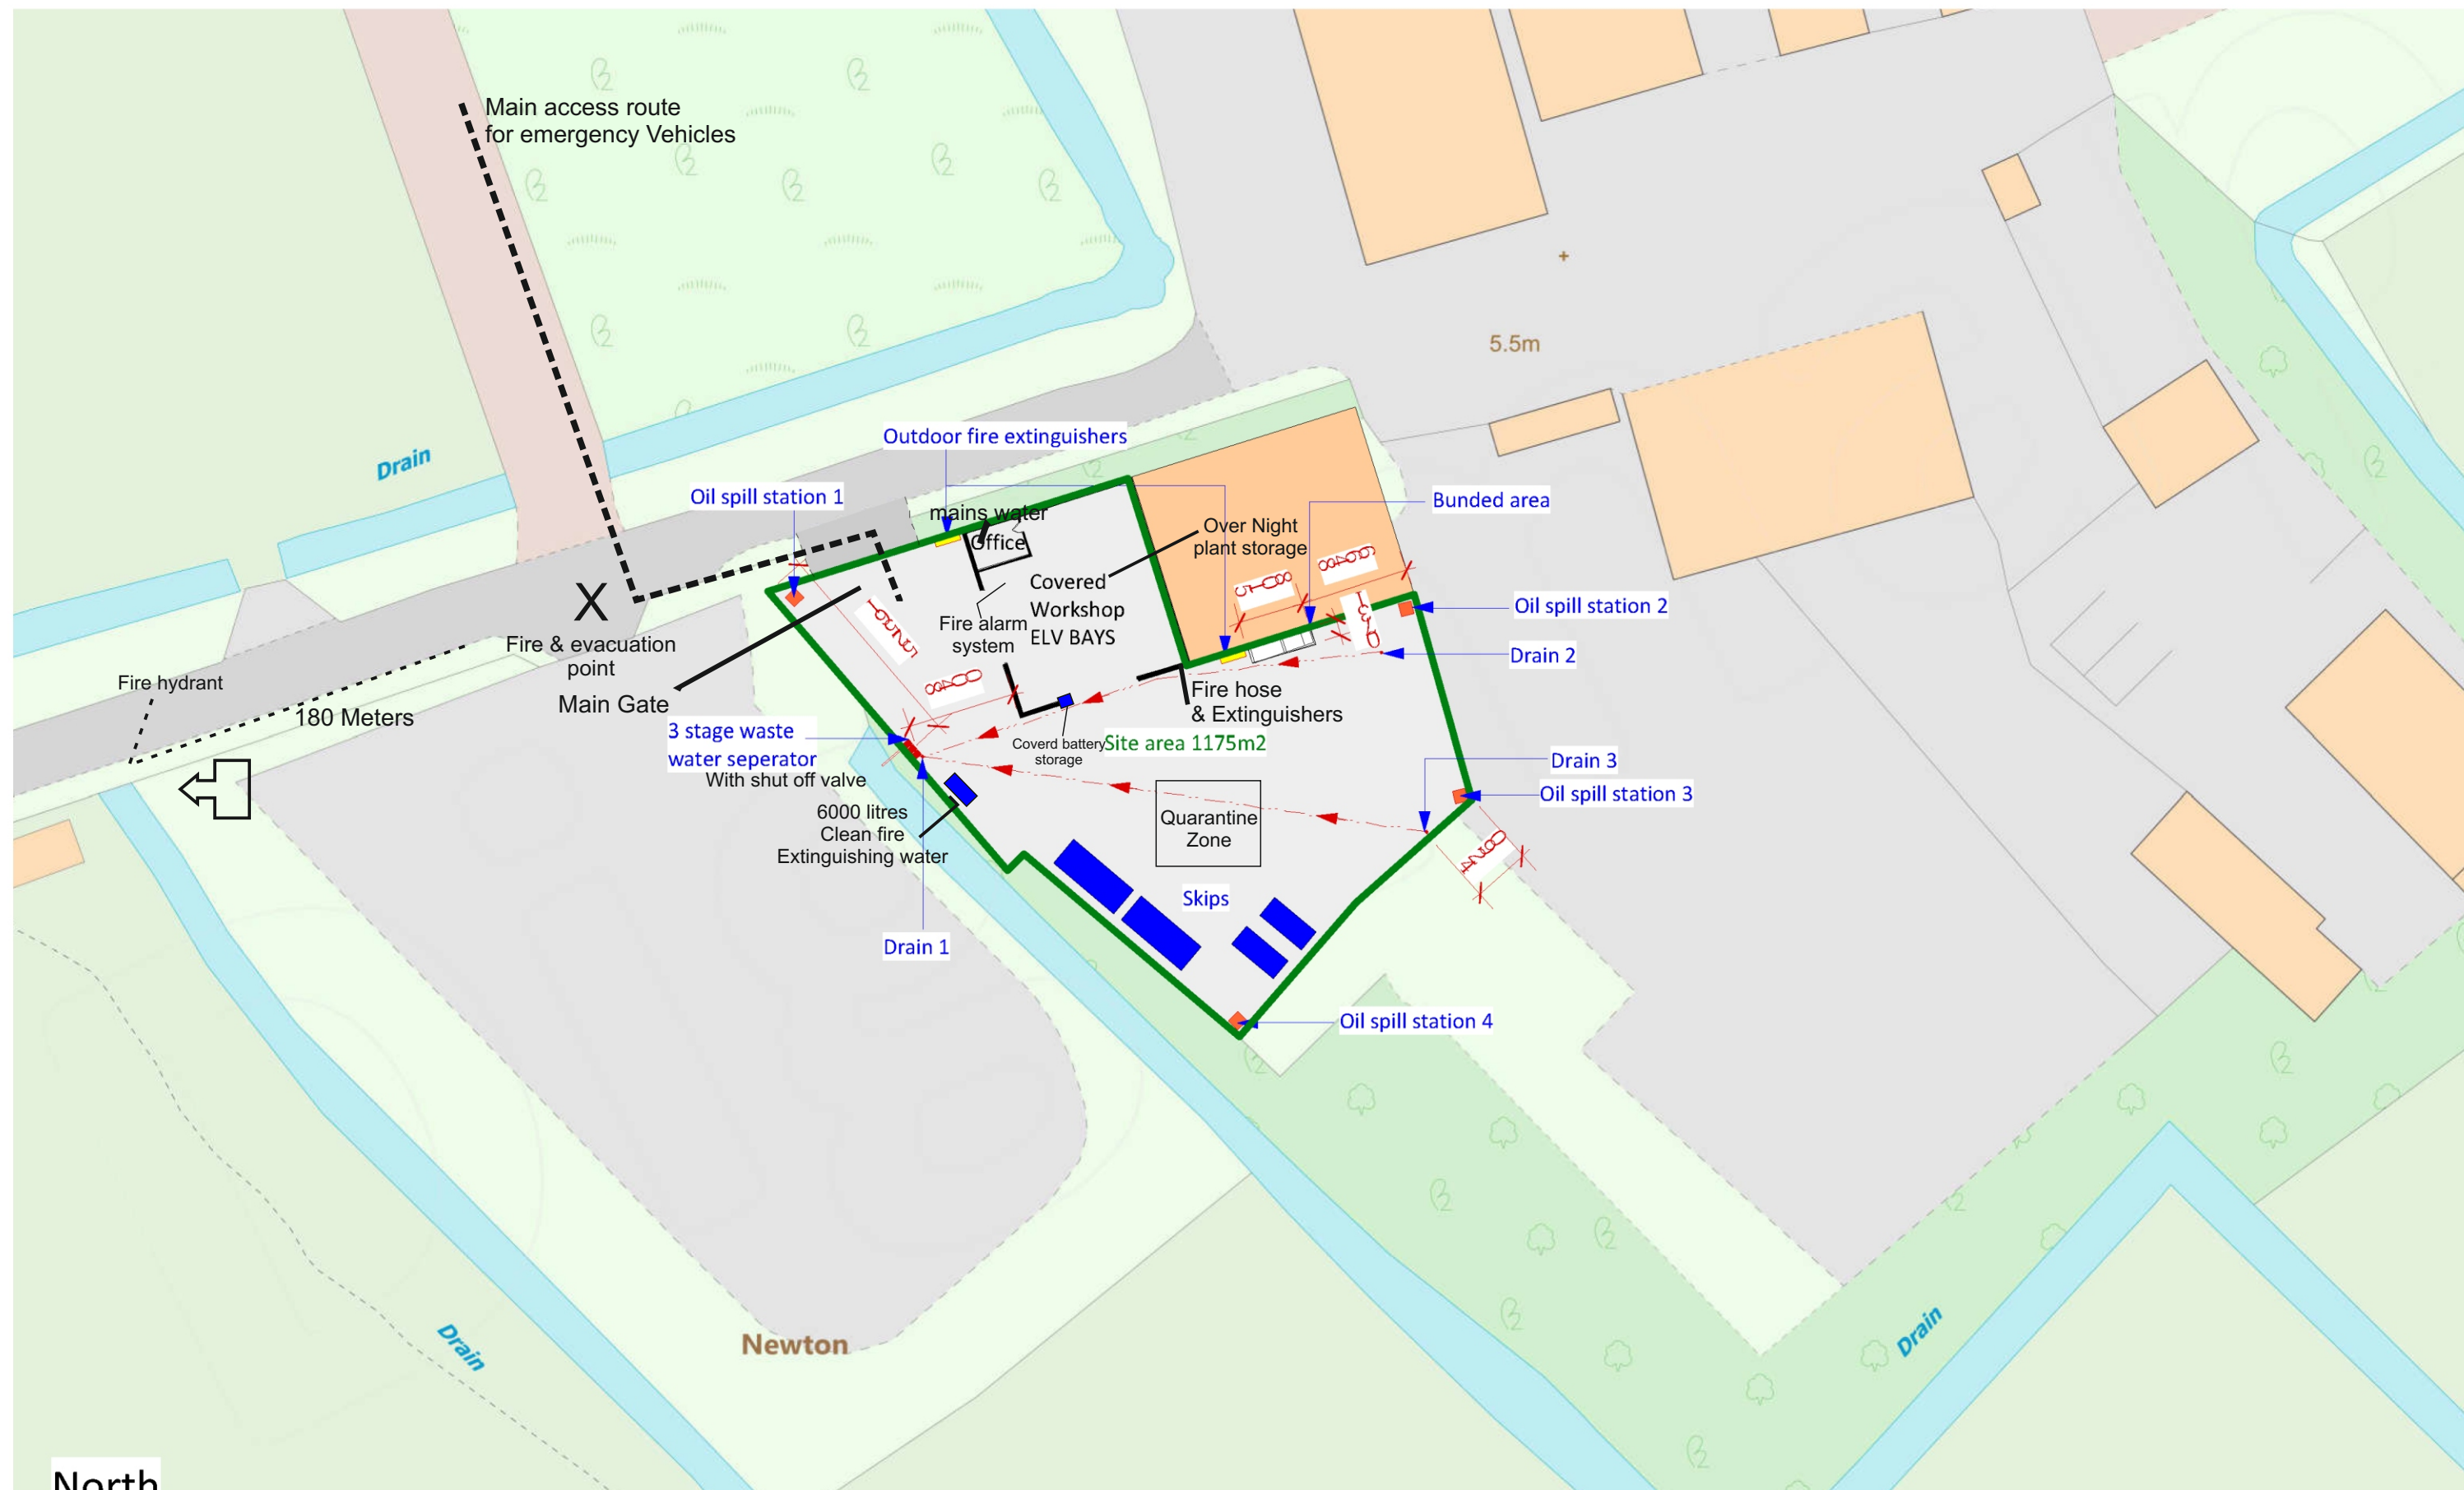 Main access route
for emergency Vehicles
5.5m
Outdoor fire extinguishers
Drain
Oil spill station 1
Bunded area
mains water
Office
Over Night
plant storage
Covered
Workshop
ELV BAYS
Fire alarm
system
Oil spill station 2
X
Fire & evacuation
point
Drain 2
Fire hydrant
Main Gate
180 Meters
Fire hose
& Extinguishers
3 stage waste
water seperator
With shut off valve
Coverd battery
storage
Site area 1175m2
Drain 3
Oil spill station 3
6000 litres
Clean fire
Extinguishing water
Quarantine
Zone
Skips
Drain 1
Oil spill station 4
Newton
Drain
Drain
North